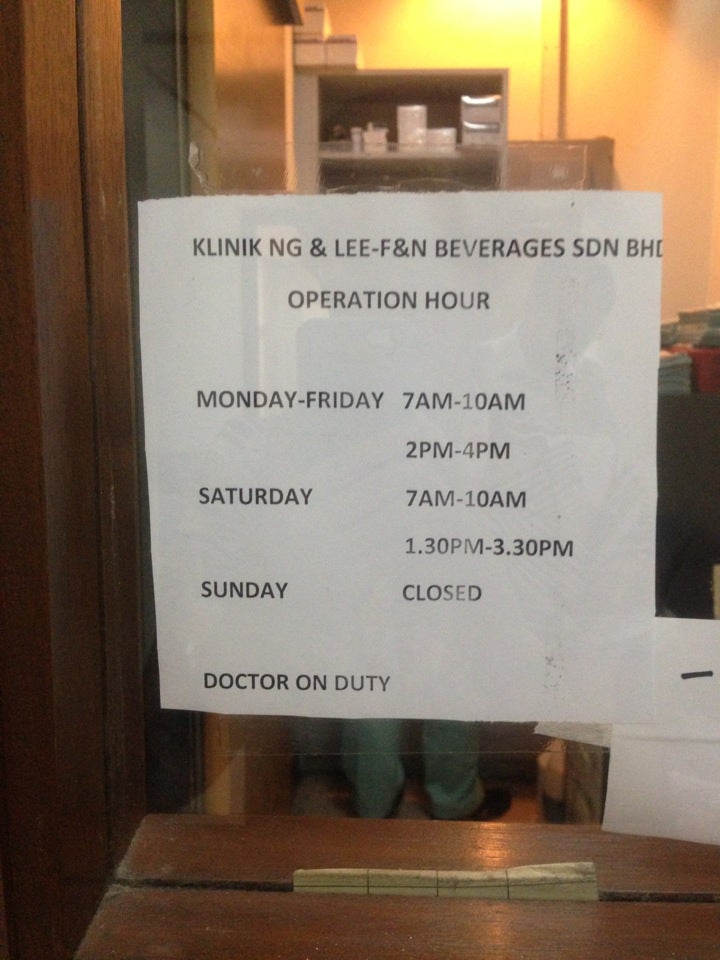 KLINIK NG & LEE-F&N BEVERAGES SDN BHD
OPERATION HOUR
MONDAY-FRIDAY 7AM-10AM
2PM-4PM
SATURDAY 7AM-10AM
1.30PM-3.30PM
SUNDAY CLOSED
DOCTOR ON DUTY